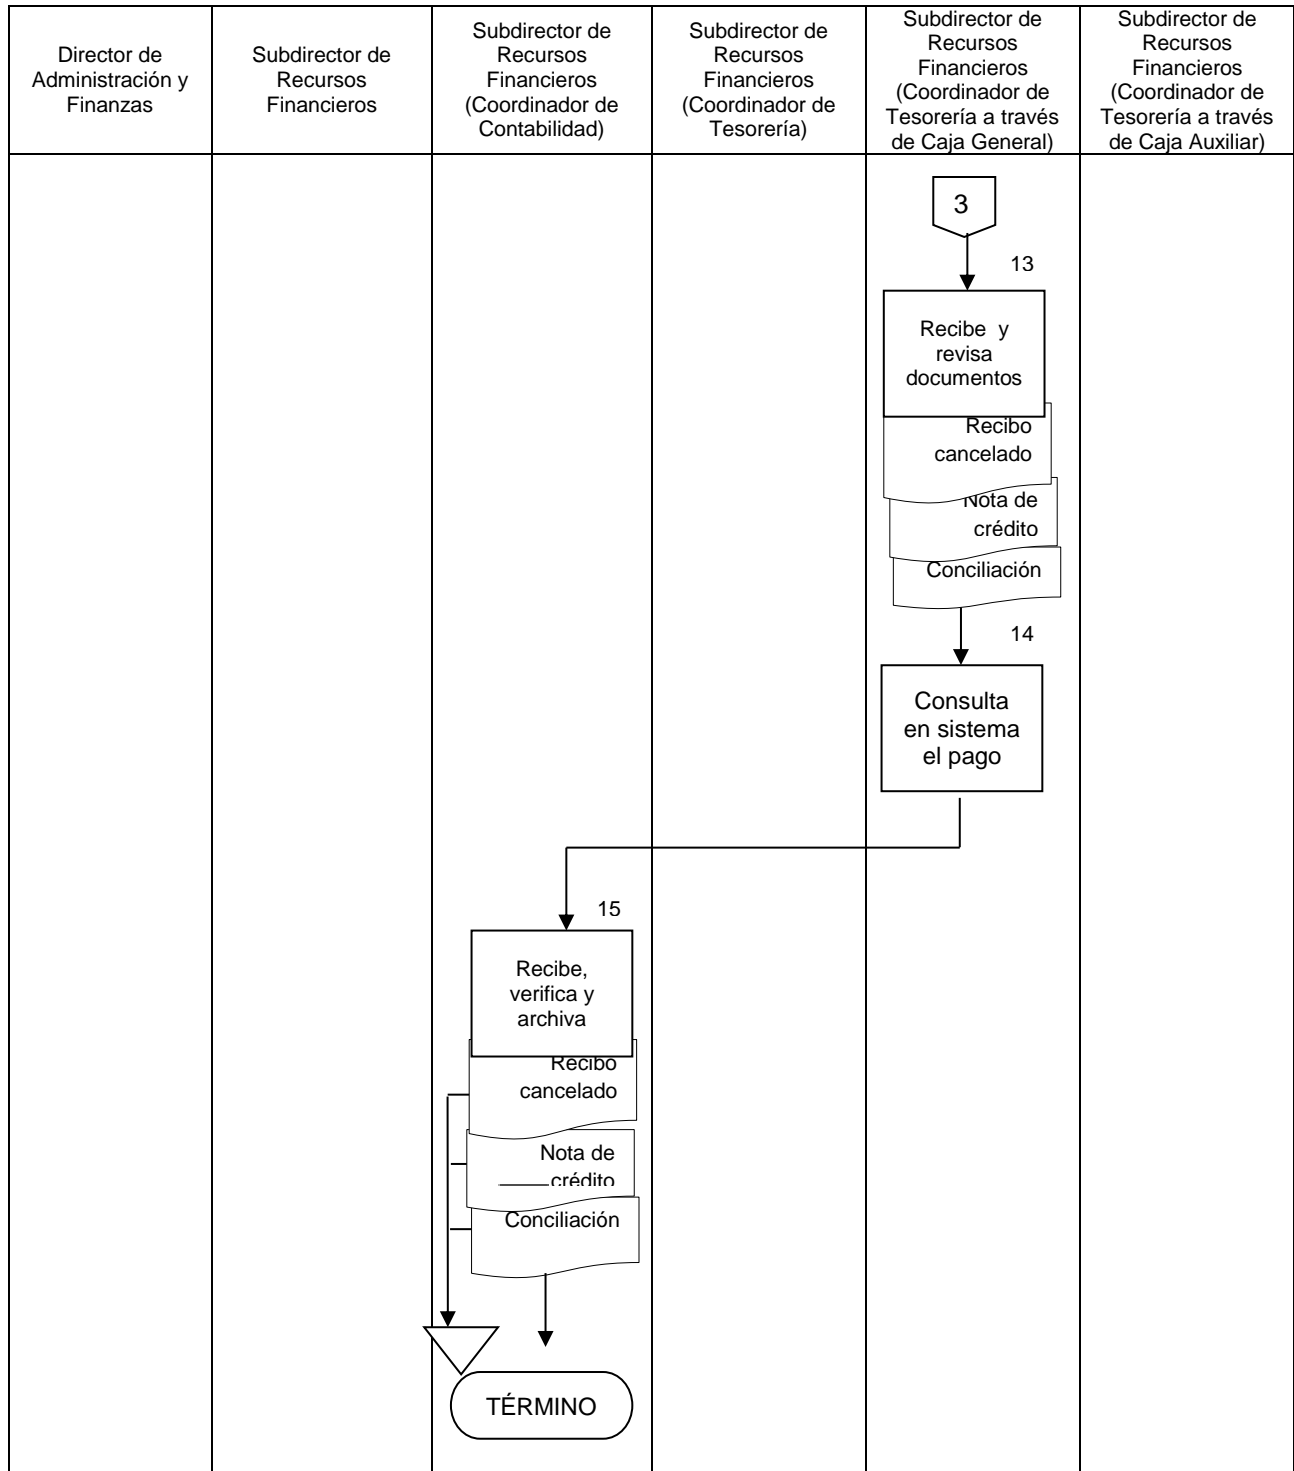 Director de
Administración y
Finanzas
Subdirector de
Recursos
Financieros
Subdirector de
Recursos
Financieros
(Coordinador de
Contabilidad)
Subdirector de
Recursos
Financieros
(Coordinador de
Tesorería)
Subdirector de
Recursos
Financieros
(Coordinador de
Tesorería a través
de Caja General)
Subdirector de
Recursos
Financieros
(Coordinador de
Tesorería a través
de Caja Auxiliar)
3
13
Recibe y
revisa
documentos
Recibo
cancelado
Nota de
crédito
Conciliación
14
Consulta
en sistema
el pago
15
Recibe,
verifica y
archiva
Recibo
cancelado
Nota de
crédito
Conciliación
TÉRMINO